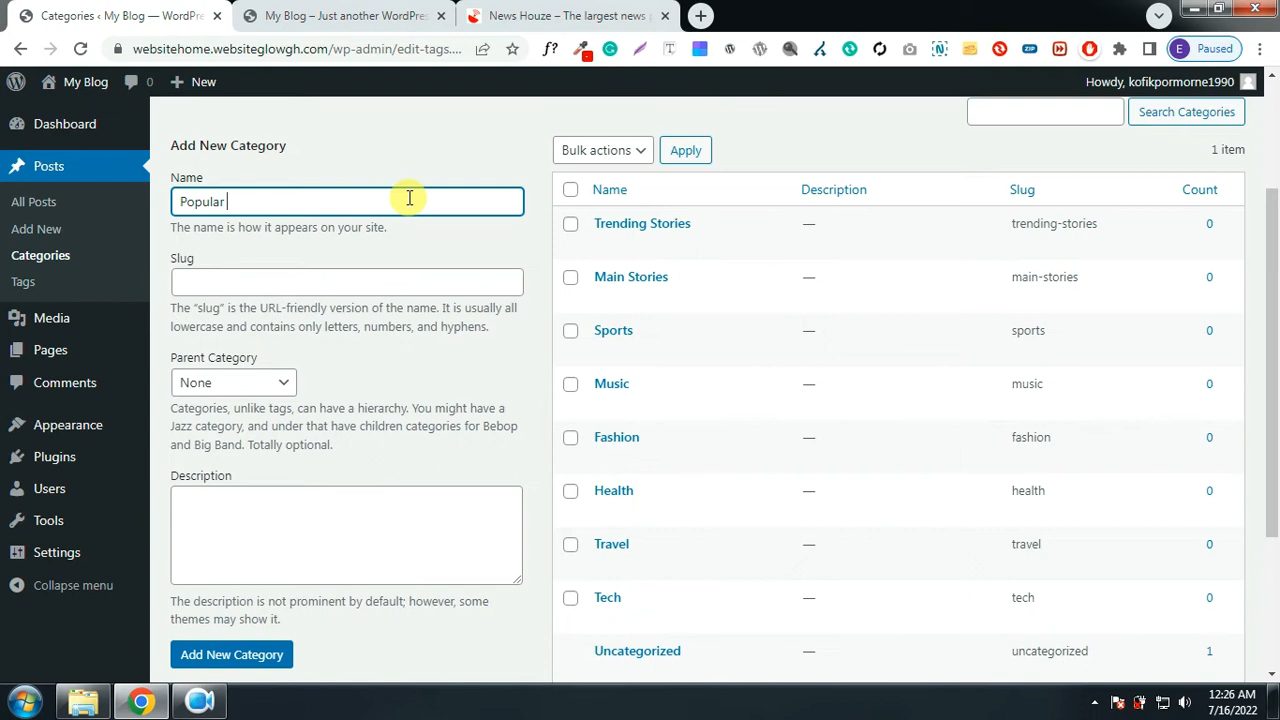 Categories ‹ My Blog — WordPre
My Blog – Just another WordPres
News Houze – The largest news p
websitehome.websiteglowgh.com/wp-admin/edit-tags....
f?
ZIP
E Paused
My Blog 0 New
Howdy, kofikpormorne1990
Dashboard
Posts
All Posts
Add New
Categories
Tags
Media
Pages
Comments
Appearance
Plugins
Users
Tools
Settings
Collapse menu
Search Categories
Add New Category
Name
Popular
The name is how it appears on your site.
Slug
The “slug” is the URL-friendly version of the name. It is usually all
lowercase and contains only letters, numbers, and hyphens.
Parent Category
None
Categories, unlike tags, can have a hierarchy. You might have a
Jazz category, and under that have children categories for Bebop
and Big Band. Totally optional.
Description
The description is not prominent by default; however, some
themes may show it.
Add New Category
Bulk actions Apply 1 item
Name Description Slug Count
Trending Stories — trending-stories 0
Main Stories — main-stories 0
Sports — sports 0
Music — music 0
Fashion — fashion 0
Health — health 0
Travel — travel 0
Tech — tech 0
Uncategorized — uncategorized 1
12:26 AM
7/16/2022